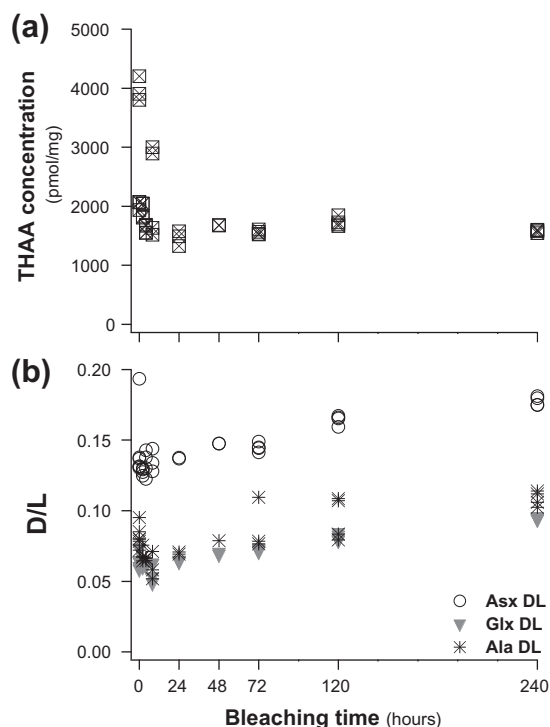 (a)
THAA concentration
(pmol/mg)
5000
4000
3000
2000
1000
0
(b)
D/L
0.20
0.15
0.10
0.05
0.00
Asx DL
Glx DL
Ala DL
0 24 48 72 120 240
Bleaching time (hours)